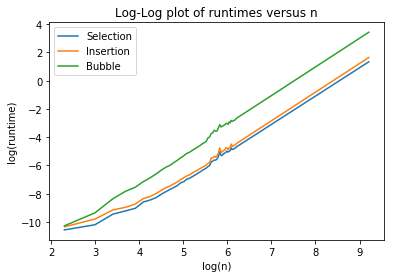 Log-Log plot of runtimes versus n
Selection
Insertion
Bubble
log(runtime)
4
2
0
−2
−4
−6
−8
−10
2
3
4
5
6
7
8
9
log(n)